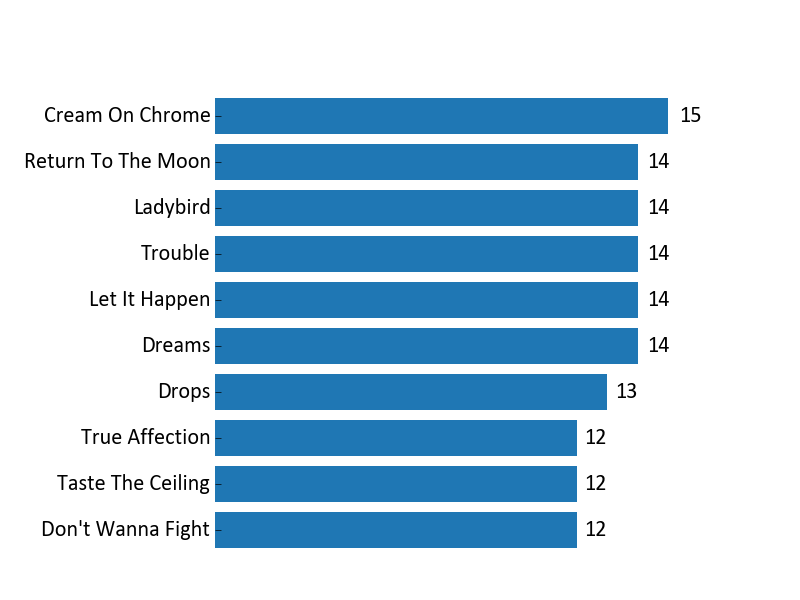 Cream On Chrome 15
Return To The Moon 14
Ladybird 14
Trouble 14
Let It Happen 14
Dreams 14
Drops 13
True Affection 12
Taste The Ceiling 12
Don't Wanna Fight 12